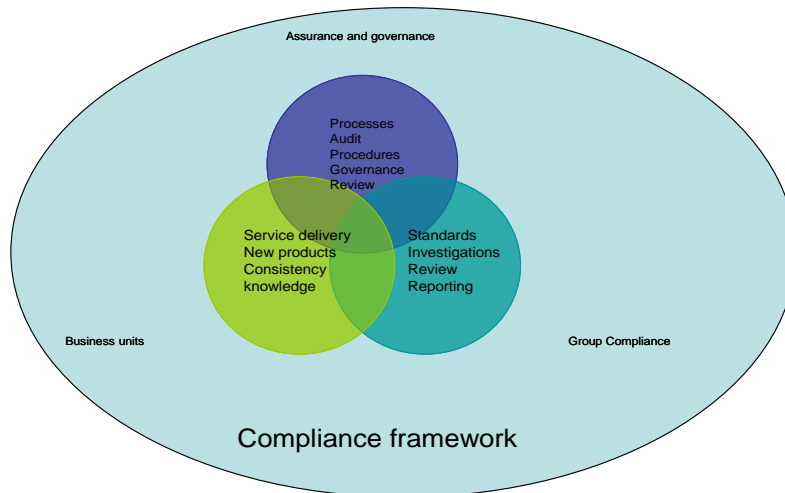 Assurance and governance
Processes
Audit
Procedures
Governance
Review
Service delivery
New products
Consistency
knowledge
Standards
Investigations
Review
Reporting
Business units
Group Compliance
Compliance framework